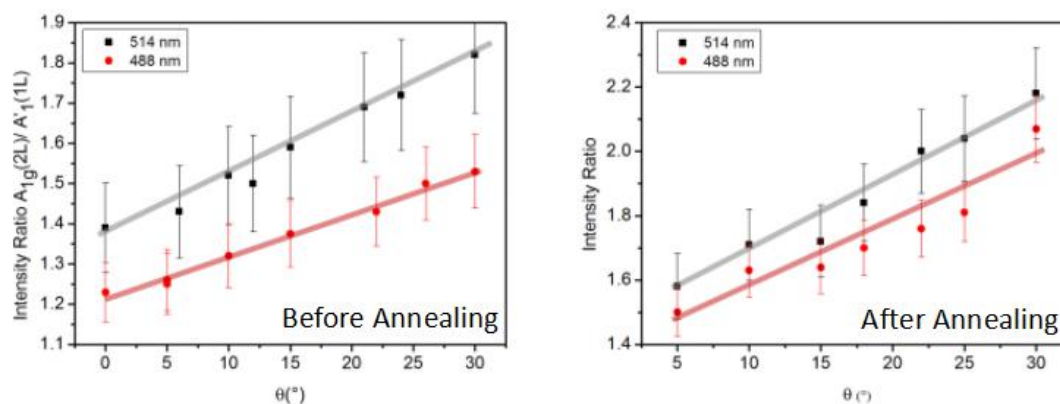 Intensity Ratio A1g(2L)/ A'1(1L)
1.9
1.8
1.7
1.6
1.5
1.4
1.3
1.2
1.1
514 nm
488 nm
Before Annealing
0 5 10 15 20 25 30
θ(°)
Intensity Ratio
2.4
2.2
2.0
1.8
1.6
1.4
514 nm
488 nm
After Annealing
5 10 15 20 25 30
θ (°)